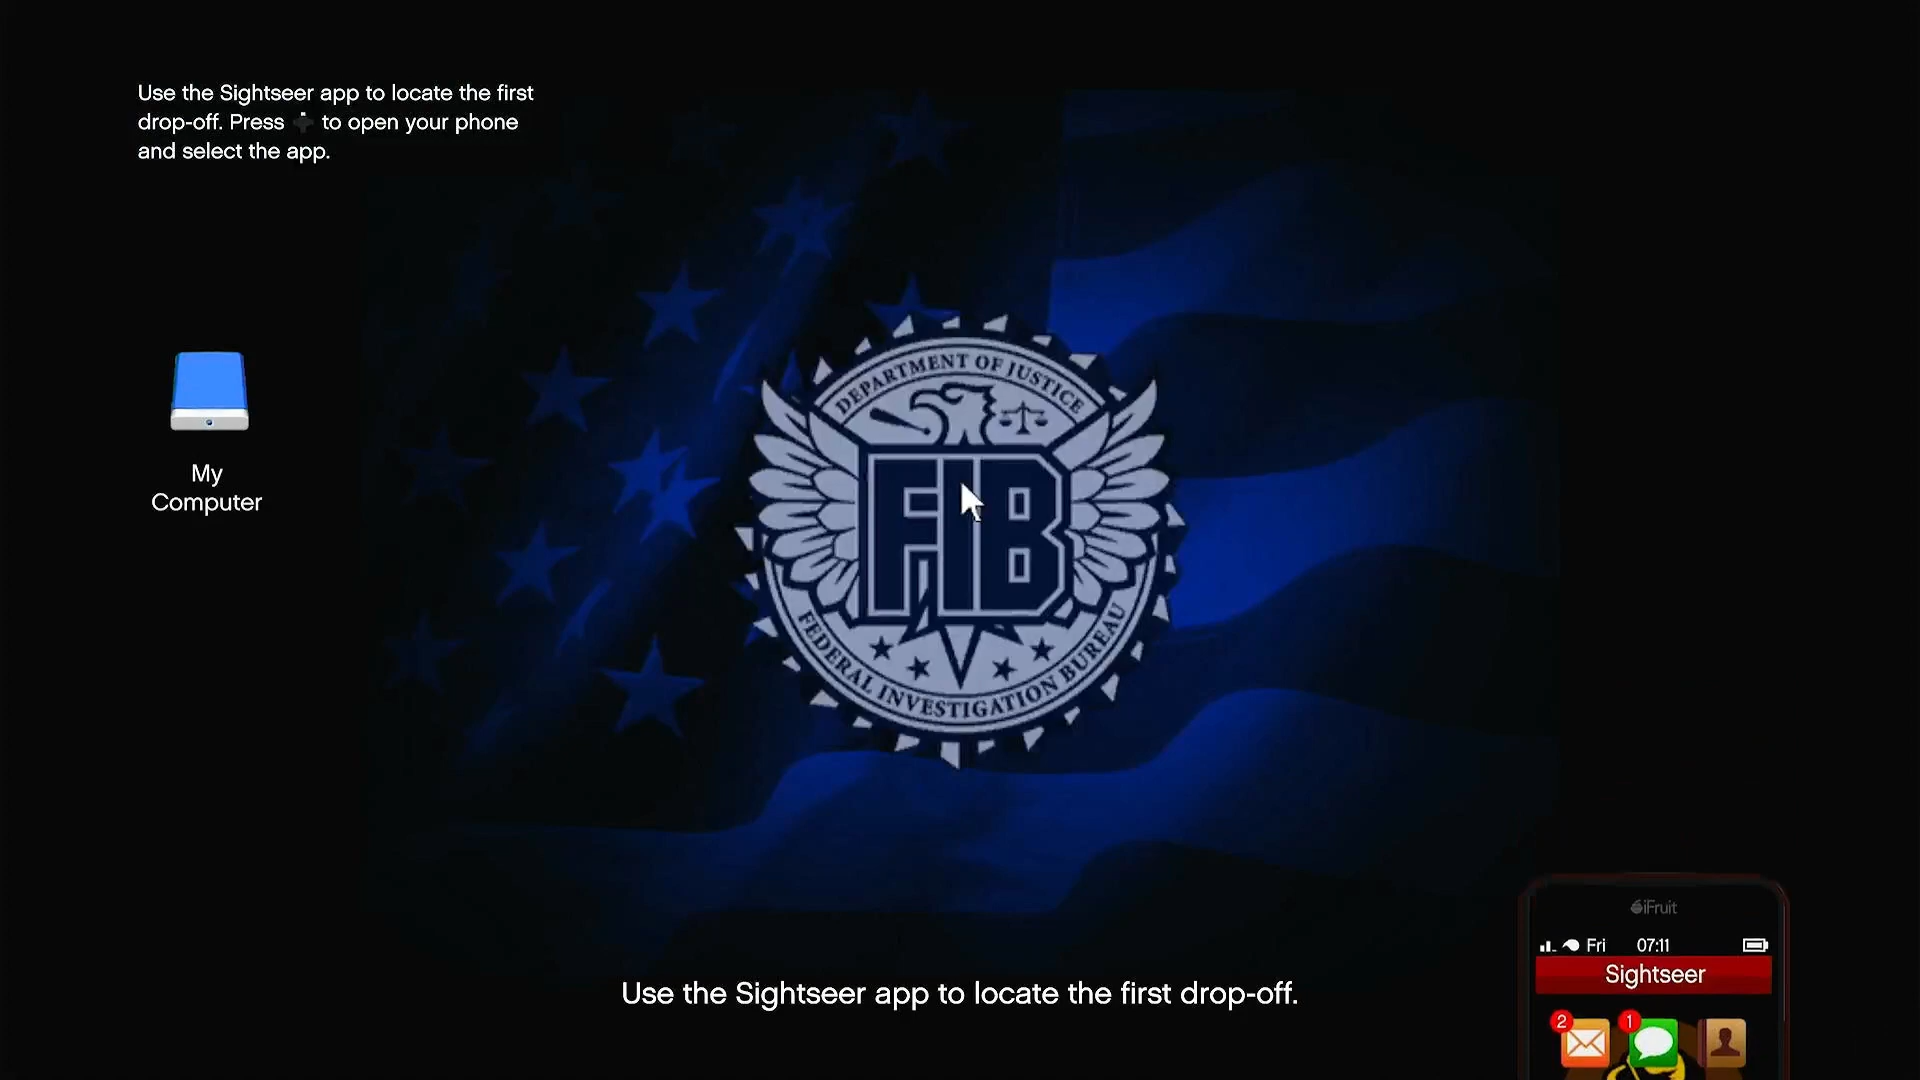 Use the Sightseer app to locate the first
drop-off. Press to open your phone
and select the app.
DEPARTMENT OF JUSTICE
FIB
FEDERAL INVESTIGATION BUREAU
My
Computer
iFruit
Fri 07:11
Sightseer
Use the Sightseer app to locate the first drop-off.
2 1